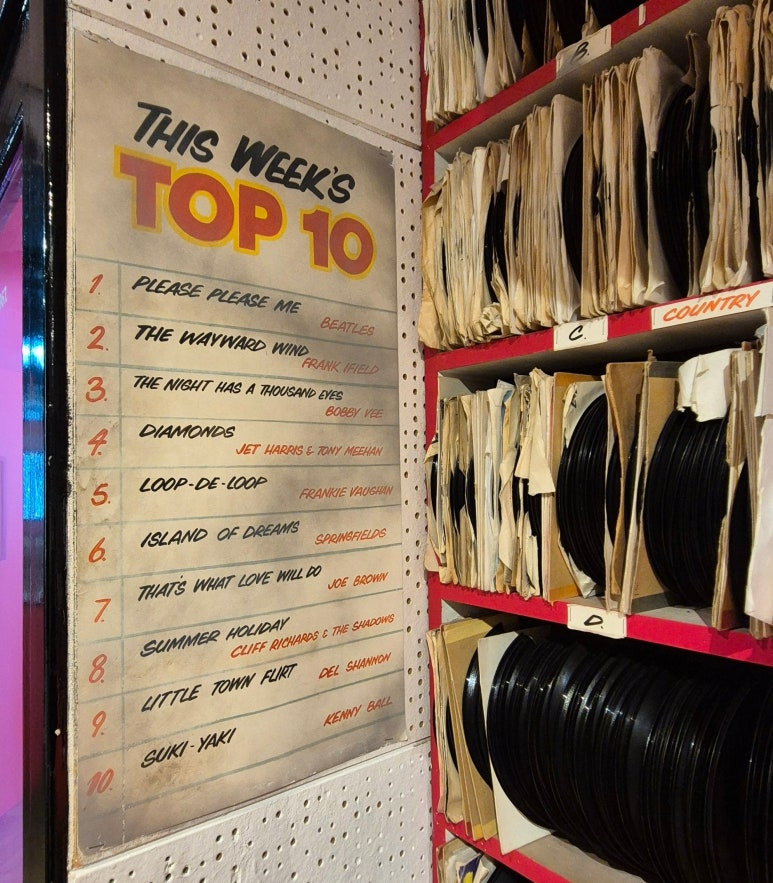 THIS WEEK'S
TOP 10
1. PLEASE PLEASE ME
BEATLES
2. THE WAYWARD WIND
FRANK IFIELD
3. THE NIGHT HAS A THOUSAND EYES
BOBBY VEE
4. DIAMONDS
JET HARRIS & TONY MEEHAN
5. LOOP-DE-LOOP FRANKIE VAUGHAN
6. ISLAND OF DREAMS SPRINGFIELDS
7. THAT'S WHAT LOVE WILL DO JOE BROWN
8. SUMMER HOLIDAY
CLIFF RICHARDS & THE SHADOWS
9. LITTLE TOWN FLIRT DEL SHANNON
10. SUKI-YAKI KENNY BALL
B.
C.
COUNTRY
D.